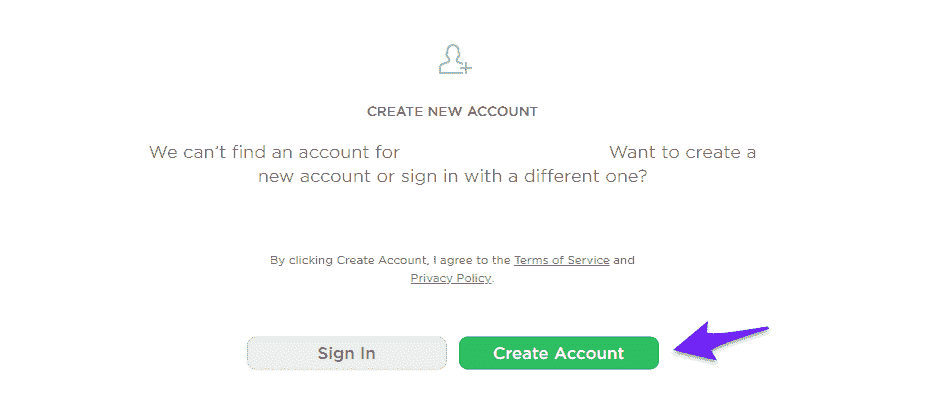 CREATE NEW ACCOUNT
We can't find an account for Want to create a
new account or sign in with a different one?
By clicking Create Account, I agree to the Terms of Service and
Privacy Policy.
Sign In Create Account